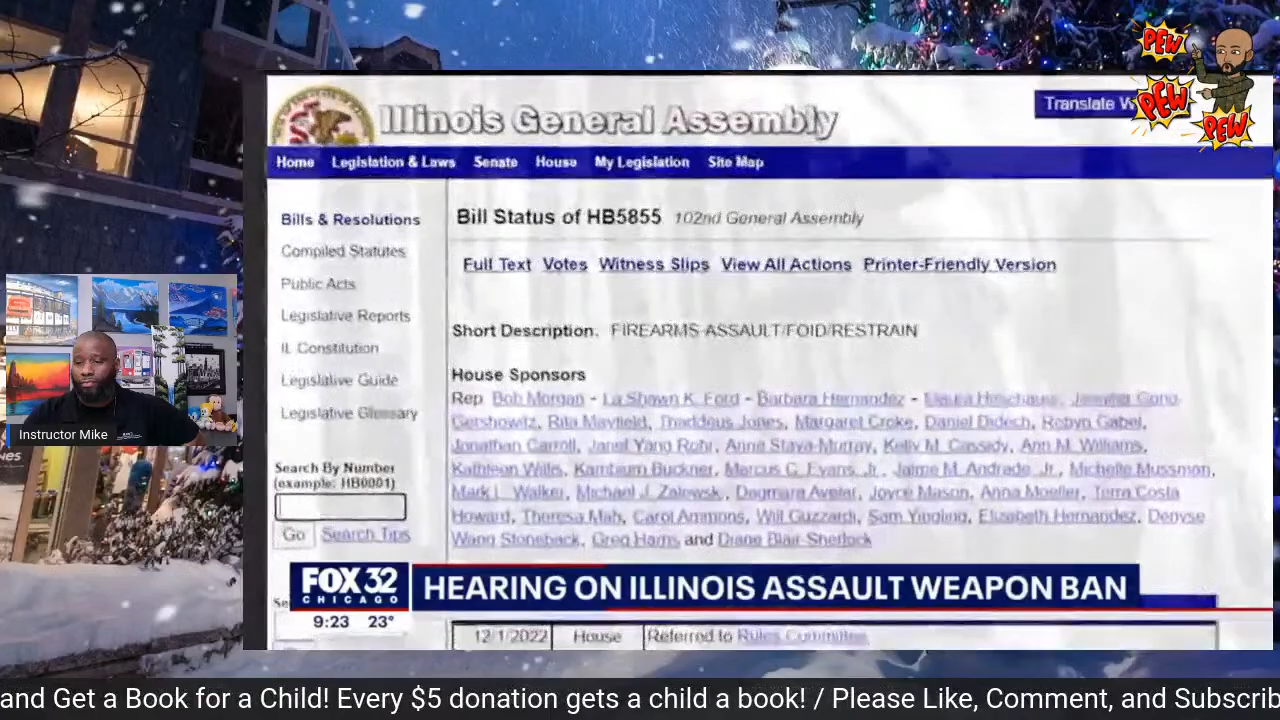 PEW
PEW
PEW
Illinois General Assembly
Translate W
Home Legislation & Laws Senate House My Legislation Site Map
Bills & Resolutions
Compiled Statutes
Public Acts
Legislative Reports
IL Constitution
Legislative Guide
Legislative Glossary
Search By Number
(example: HB0001)
Go Search Tips
Bill Status of HB5855 102nd General Assembly
Full Text Votes Witness Slips View All Actions Printer-Friendly Version
Short Description: FIREARMS-ASSAULT/FOID/RESTRAIN
House Sponsors
Rep. Bob Morgan - La Shawn K. Ford - Barbara Hernandez -
Gershowitz, Rita Mayfield, Thaddeus Jones, Margaret Croke, Daniel Didech, Robyn Gabel,
Jonathan Carroll, Janet Yang Rohr, Anne Stava-Murray, Kelly M. Cassidy, Ann M. Williams,
Kathleen Willis, Kambium Buckner, Marcus C. Evans, Jr., Jaime M. Andrade, Jr., Michelle Mussman,
Mark L. Walker, Michael J. Zalewski, Dagmara Avelar, Joyce Mason, Anna Moeller, Terra Costa
Howard, Theresa Mah, Carol Ammons, Will Guzzardi, Sam Yingling, Elizabeth Hernandez, Denyse
Wang Stoneback, Greg Harris and Diane Blair-Sherlock
Se
12/1/2022 House Referred to Rules Committee
FOX 32
CHICAGO
HEARING ON ILLINOIS ASSAULT WEAPON BAN
9:23 23°
Instructor Mike
and Get a Book for a Child! Every $5 donation gets a child a book! / Please Like, Comment, and Subscrib